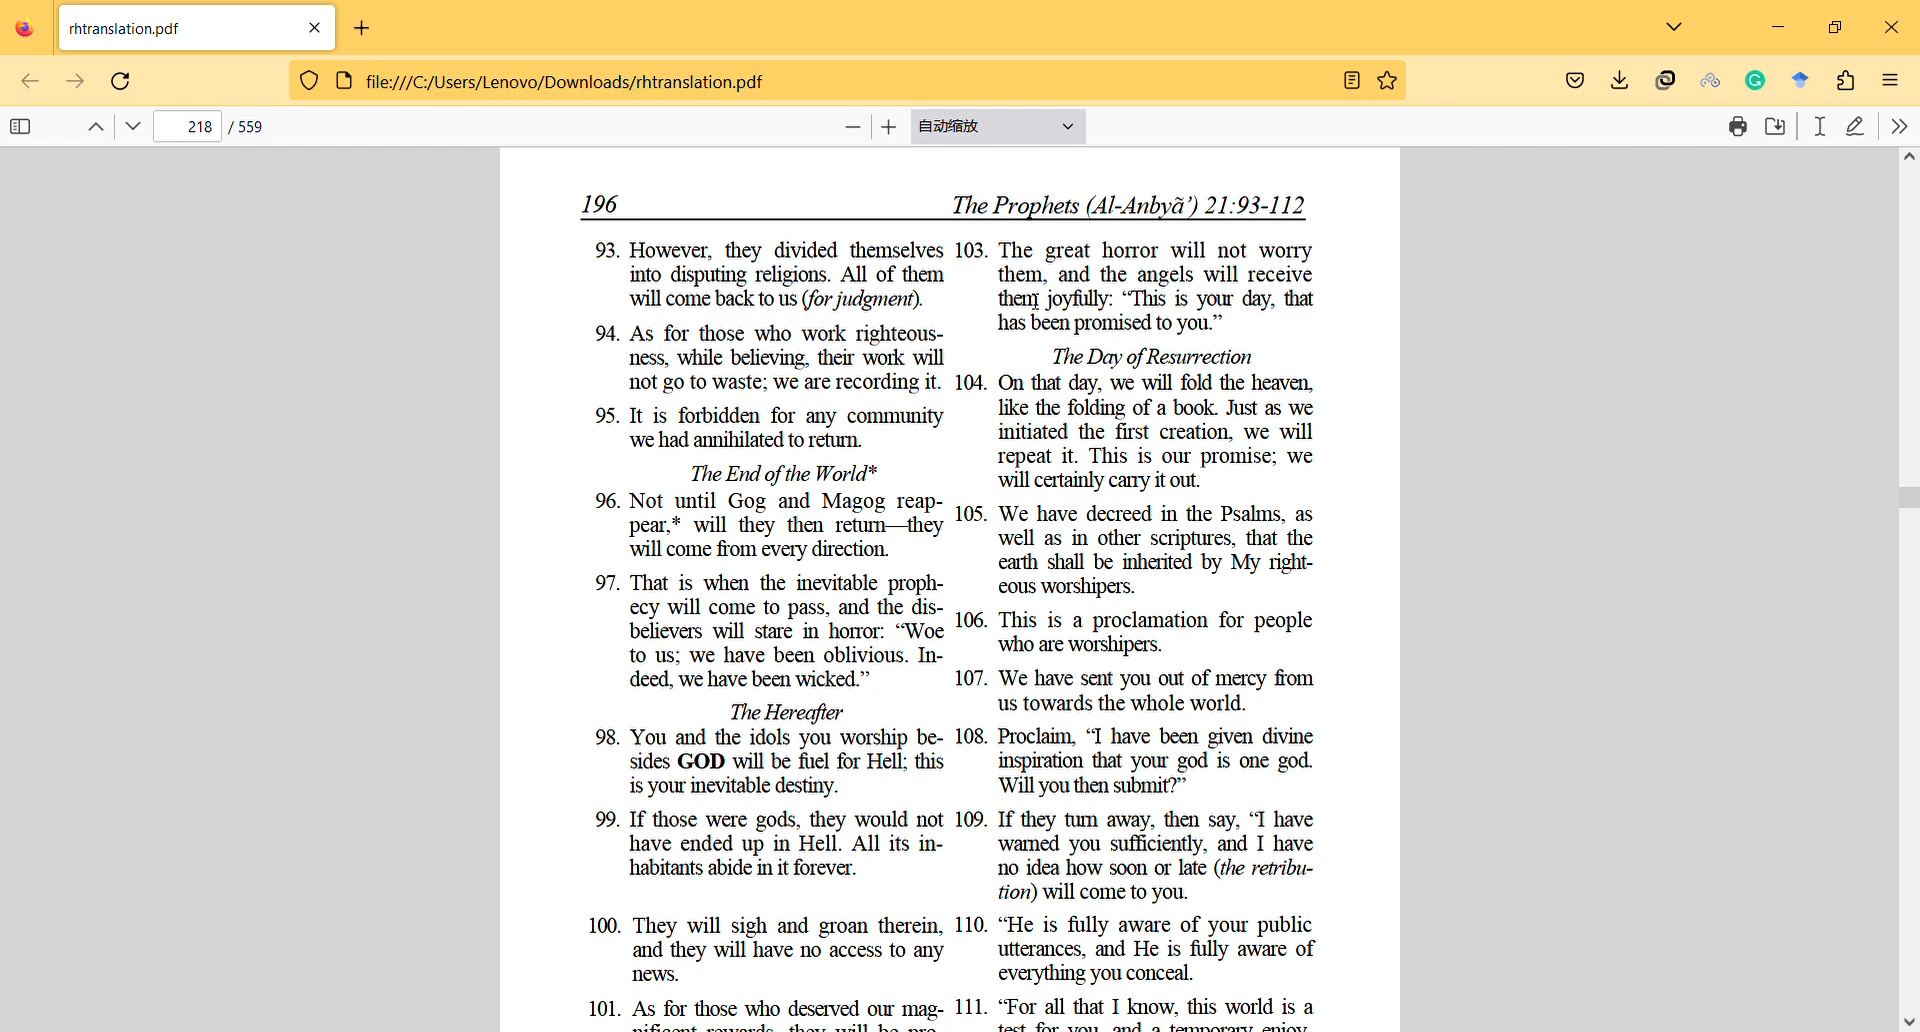 rhtranslation.pdf
file:///C:/Users/Lenovo/Downloads/rhtranslation.pdf
218 / 559
自动缩放
196
The Prophets (Al-Anbyã’) 21:93-112
93. However, they divided themselves
into disputing religions. All of them
will come back to us (for judgment).
94. As for those who work righteous-
ness, while believing, their work will
not go to waste; we are recording it.
95. It is forbidden for any community
we had annihilated to return.
The End of the World*
96. Not until Gog and Magog reap-
pear,* will they then return—they
will come from every direction.
97. That is when the inevitable proph-
ecy will come to pass, and the dis-
believers will stare in horror: “Woe
to us; we have been oblivious. In-
deed, we have been wicked.”
The Hereafter
98. You and the idols you worship be-
sides GOD will be fuel for Hell; this
is your inevitable destiny.
99. If those were gods, they would not
have ended up in Hell. All its in-
habitants abide in it forever.
100. They will sigh and groan therein,
and they will have no access to any
news.
101. As for those who deserved our mag-
nificent rewards, they will be pro-
103. The great horror will not worry
them, and the angels will receive
them joyfully: “This is your day, that
has been promised to you.”
The Day of Resurrection
104. On that day, we will fold the heaven,
like the folding of a book. Just as we
initiated the first creation, we will
repeat it. This is our promise; we
will certainly carry it out.
105. We have decreed in the Psalms, as
well as in other scriptures, that the
earth shall be inherited by My right-
eous worshipers.
106. This is a proclamation for people
who are worshipers.
107. We have sent you out of mercy from
us towards the whole world.
108. Proclaim, “I have been given divine
inspiration that your god is one god.
Will you then submit?”
109. If they turn away, then say, “I have
warned you sufficiently, and I have
no idea how soon or late (the retribu-
tion) will come to you.
110. “He is fully aware of your public
utterances, and He is fully aware of
everything you conceal.
111. “For all that I know, this world is a
test for you, and a temporary enjoy-